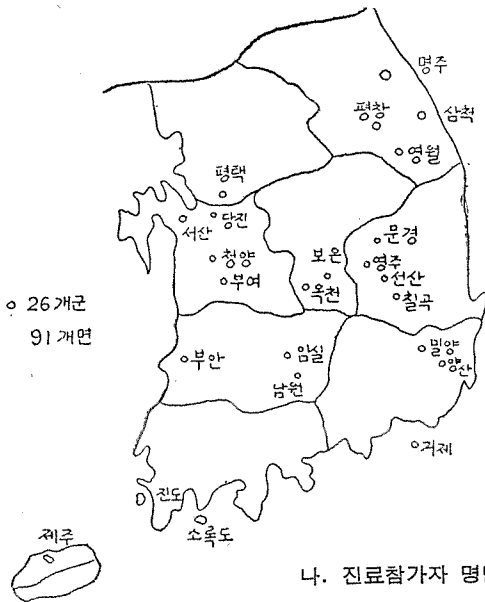 명주
평창
삼척
영월
평택
서산
당진
청양
부여
보은
옥천
문경
영주
선산
칠곡
○ 26개군
91개면
부안
임실
남원
밀양
양산
거제
진도
소록도
제주
나. 진료참가자